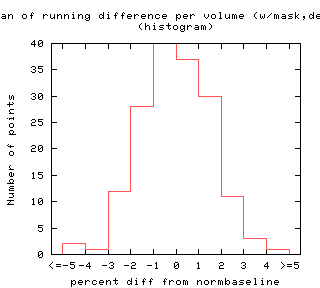 an of running difference per volume (w/mask,de
(histogram)
40
35
30
25
20
15
10
5
0
Number of points
<=-5 -4 -3 -2 -1 0 1 2 3 4 >=5
percent diff from normbaseline